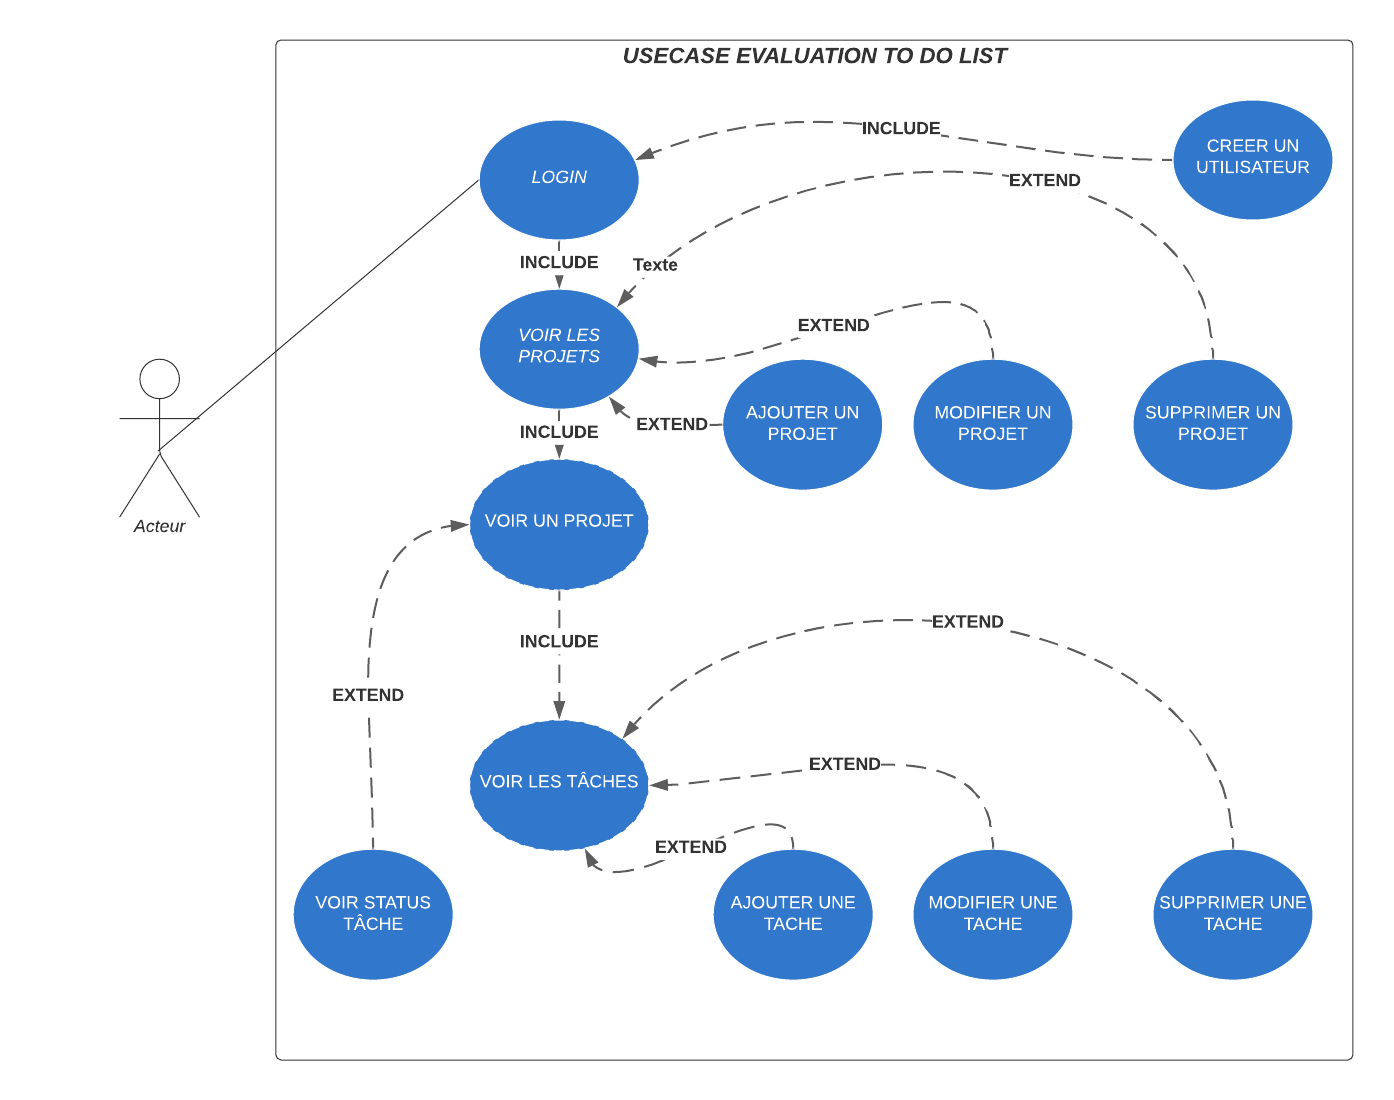 USECASE EVALUATION TO DO LIST
INCLUDE
CREER UN
UTILISATEUR
LOGIN
EXTEND
INCLUDE
Texte
VOIR LES
PROJETS
EXTEND
AJOUTER UN
PROJET
MODIFIER UN
PROJET
SUPPRIMER UN
PROJET
EXTEND
INCLUDE
VOIR UN PROJET
Acteur
EXTEND
INCLUDE
EXTEND
EXTEND
VOIR LES TÂCHES
EXTEND
VOIR STATUS
TÂCHE
AJOUTER UNE
TACHE
MODIFIER UNE
TACHE
SUPPRIMER UNE
TACHE